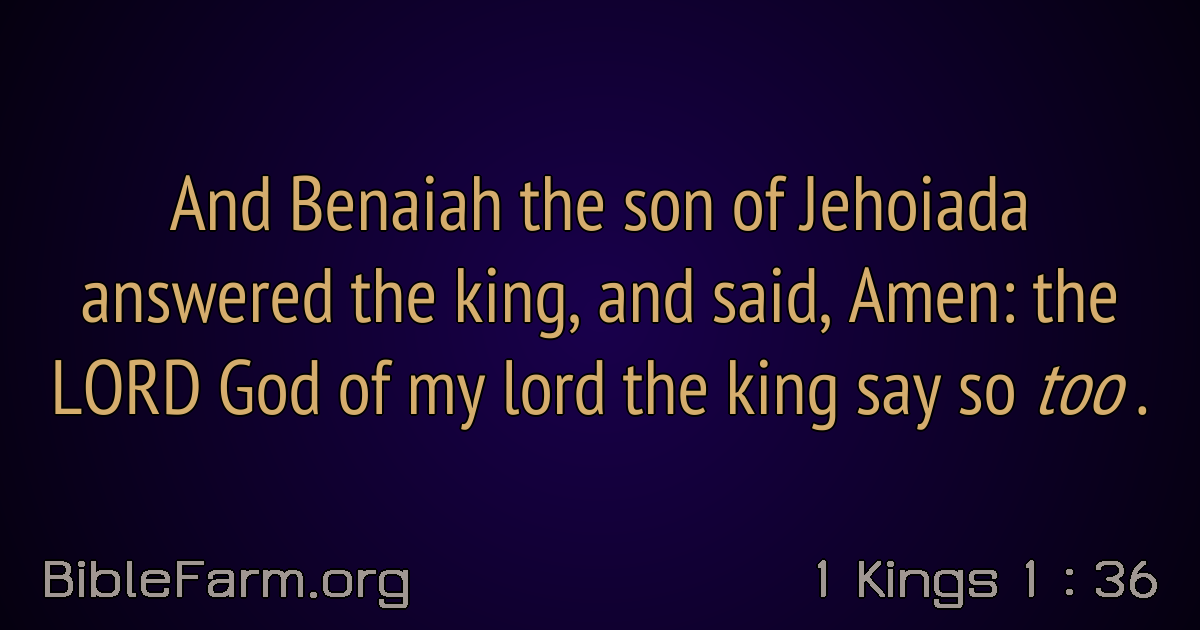 And Benaiah the son of Jehoiada
answered the king, and said, Amen: the
LORD God of my lord the king say so too .
BibleFarm.org
1 Kings 1 : 36